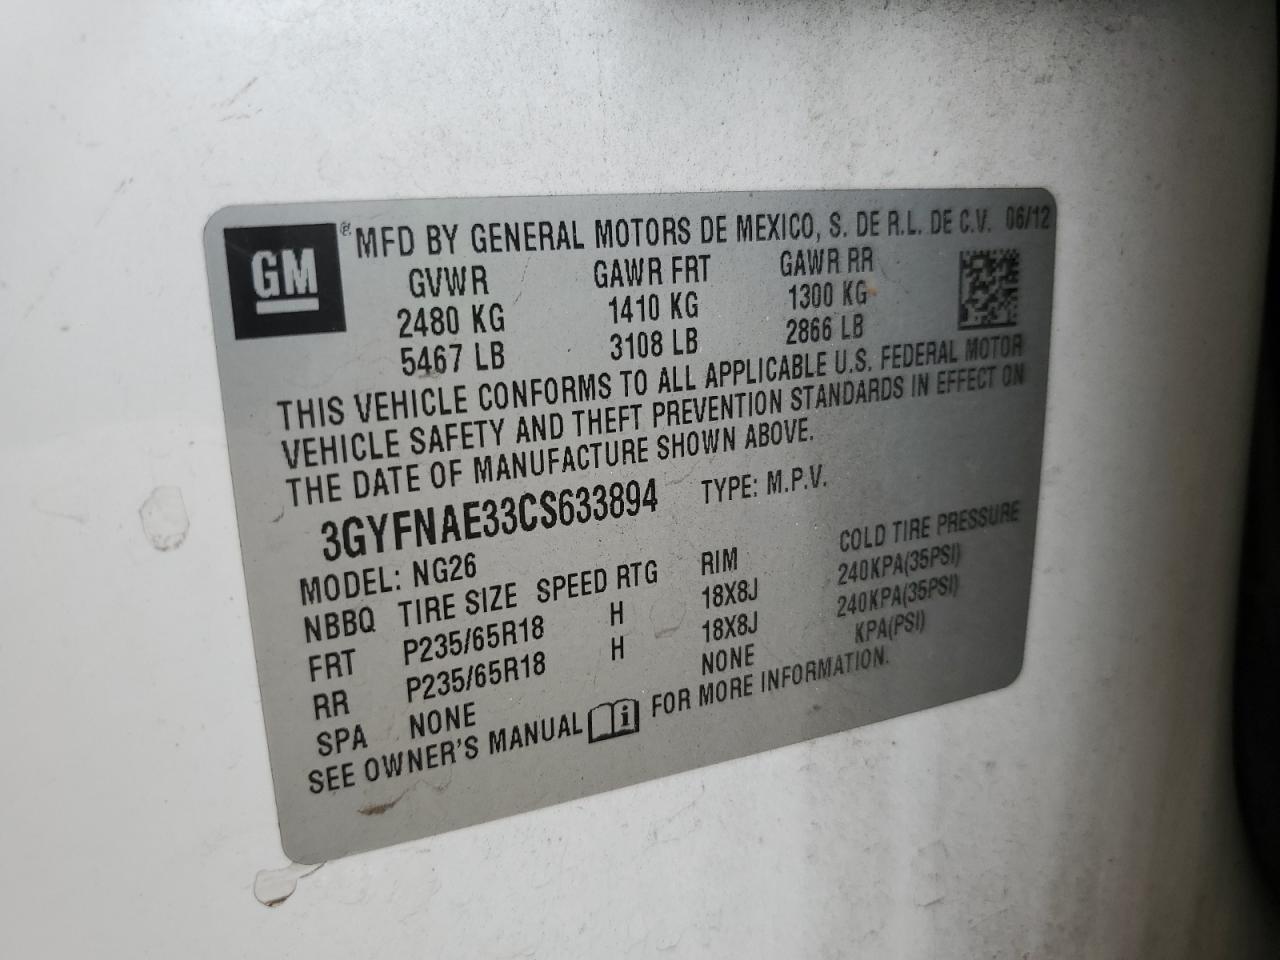 GM ® MFD BY GENERAL MOTORS DE MEXICO, S. DE R.L. DE C.V. 06/12
GVWR GAWR FRT GAWR RR
2480 KG 1410 KG 1300 KG
5467 LB 3108 LB 2866 LB
THIS VEHICLE CONFORMS TO ALL APPLICABLE U.S. FEDERAL MOTOR
VEHICLE SAFETY AND THEFT PREVENTION STANDARDS IN EFFECT ON
THE DATE OF MANUFACTURE SHOWN ABOVE.
3GYFNAE33CS633894 TYPE: M.P.V.
MODEL: NG26
NBBQ TIRE SIZE SPEED RTG RIM COLD TIRE PRESSURE
FRT P235/65R18 H 18X8J 240KPA(35PSI)
RR P235/65R18 H 18X8J 240KPA(35PSI)
SPA NONE NONE KPA(PSI)
SEE OWNER'S MANUAL i FOR MORE INFORMATION.